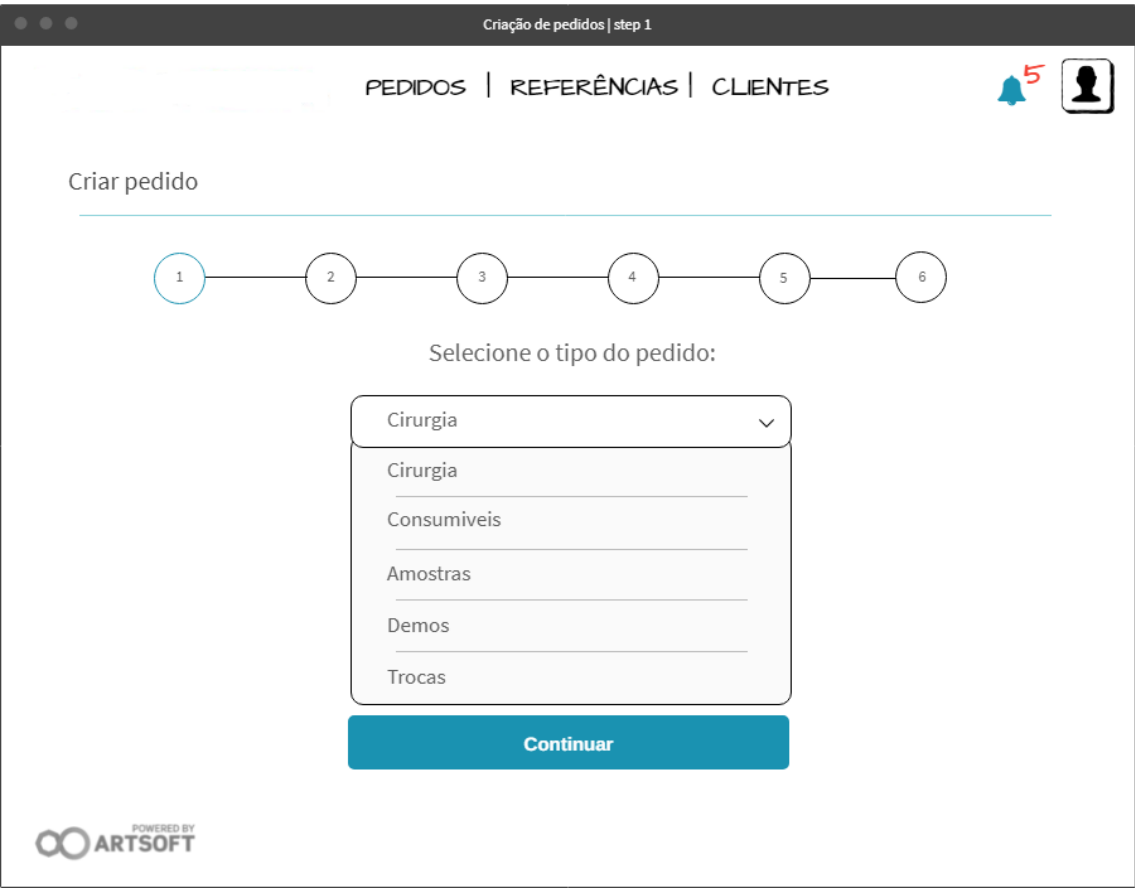 Criação de pedidos | step 1
PEDIDOS | REFERÊNCIAS | CLIENTES
5
Criar pedido
1 2 3 4 5 6
Selecione o tipo do pedido:
Cirurgia
Cirurgia
Consumiveis
Amostras
Demos
Trocas
Continuar
POWERED BY
ARTSOFT